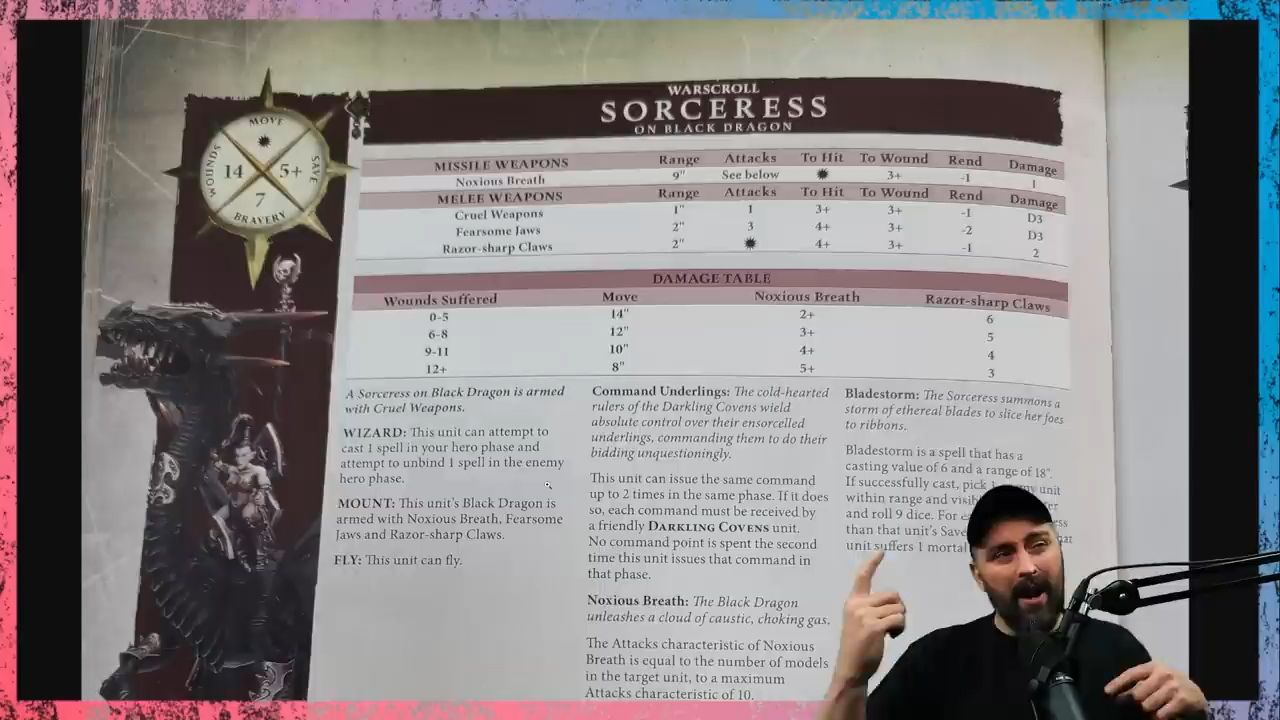 WARSCROLL
SORCERESS
ON BLACK DRAGON
MOVE
WOUNDS 14 5+ SAVE
7
BRAVERY
MISSILE WEAPONS Range Attacks To Hit To Wound Rend Damage
Noxious Breath 9" See below 3+ -1 1
MELEE WEAPONS Range Attacks To Hit To Wound Rend Damage
Cruel Weapons 1" 1 3+ 3+ -1 D3
Fearsome Jaws 2" 3 4+ 3+ -2 D3
Razor-sharp Claws 2" 4+ 3+ -1 2
DAMAGE TABLE
Wounds Suffered Move Noxious Breath Razor-sharp Claws
0-5 14" 2+ 6
6-8 12" 3+ 5
9-11 10" 4+ 4
12+ 8" 5+ 3
A Sorceress on Black Dragon is armed
with Cruel Weapons.
WIZARD: This unit can attempt to
cast 1 spell in your hero phase and
attempt to unbind 1 spell in the enemy
hero phase.
MOUNT: This unit's Black Dragon is
armed with Noxious Breath, Fearsome
Jaws and Razor-sharp Claws.
FLY: This unit can fly.
Command Underlings: The cold-hearted
rulers of the Darkling Covens wield
absolute control over their ensorcelled
underlings, commanding them to do their
bidding unquestioningly.
This unit can issue the same command
up to 2 times in the same phase. If it does
so, each command must be received by
a friendly DARKLING COVENS unit.
No command point is spent the second
time this unit issues that command in
that phase.
Noxious Breath: The Black Dragon
unleashes a cloud of caustic, choking gas.
The Attacks characteristic of Noxious
Breath is equal to the number of models
in the target unit, to a maximum
Attacks characteristic of 10.
Bladestorm: The Sorceress summons a
storm of ethereal blades to slice her foes
to ribbons.
Bladestorm is a spell that has a
casting value of 6 and a range of 18".
If successfully cast, pick 1 unit
within range and
and roll 9 dice. For
than that unit's Save
unit suffers 1 mortal